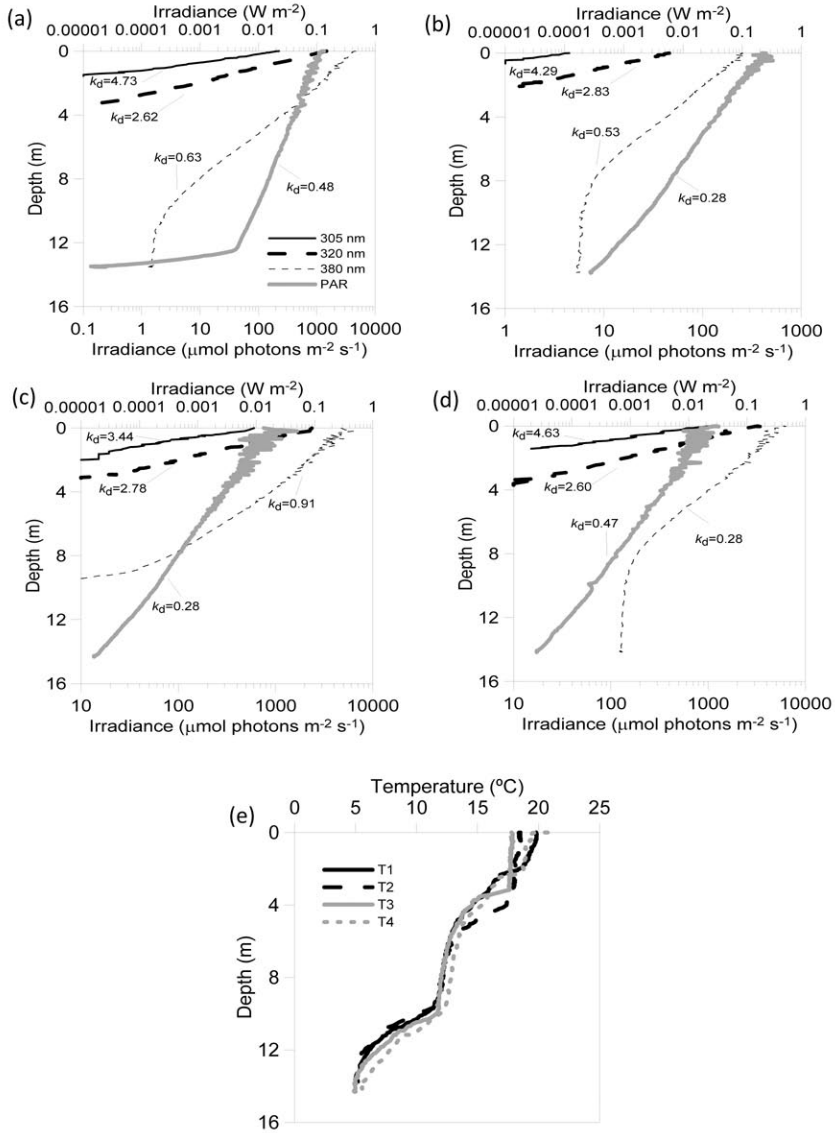 (a)
Irradiance (W m⁻²)
0.00001 0.0001 0.001 0.01 0.1 1
0
4
8
12
16
Depth (m)
kd=4.73
kd=2.62
kd=0.63
kd=0.48
305 nm
320 nm
380 nm
PAR
0.1 1 10 100 1000 10000
Irradiance (μmol photons m⁻² s⁻¹)
(b)
Irradiance (W m⁻²)
0.00001 0.0001 0.001 0.01 0.1 1
0
4
8
12
16
Depth (m)
kd=4.29
kd=2.83
kd=0.53
kd=0.28
1 10 100 1000
Irradiance (μmol photons m⁻² s⁻¹)
(c)
Irradiance (W m⁻²)
0.00001 0.0001 0.001 0.01 0.1 1
0
4
8
12
16
Depth (m)
kd=3.44
kd=2.78
kd=0.91
kd=0.28
10 100 1000 10000
Irradiance (μmol photons m⁻² s⁻¹)
(d)
Irradiance (W m⁻²)
0.00001 0.0001 0.001 0.01 0.1 1
0
4
8
12
16
Depth (m)
kd=4.63
kd=2.60
kd=0.47
kd=0.28
10 100 1000 10000
Irradiance (μmol photons m⁻² s⁻¹)
(e)
Temperature (ºC)
0 5 10 15 20 25
0
4
8
12
16
Depth (m)
T1
T2
T3
T4